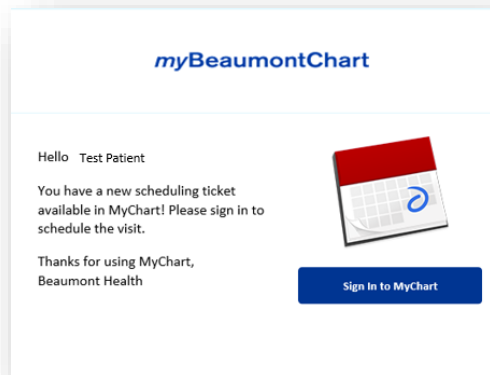 myBeaumontChart
Hello Test Patient
You have a new scheduling ticket
available in MyChart! Please sign in to
schedule the visit.
Thanks for using MyChart,
Beaumont Health
Sign In to MyChart